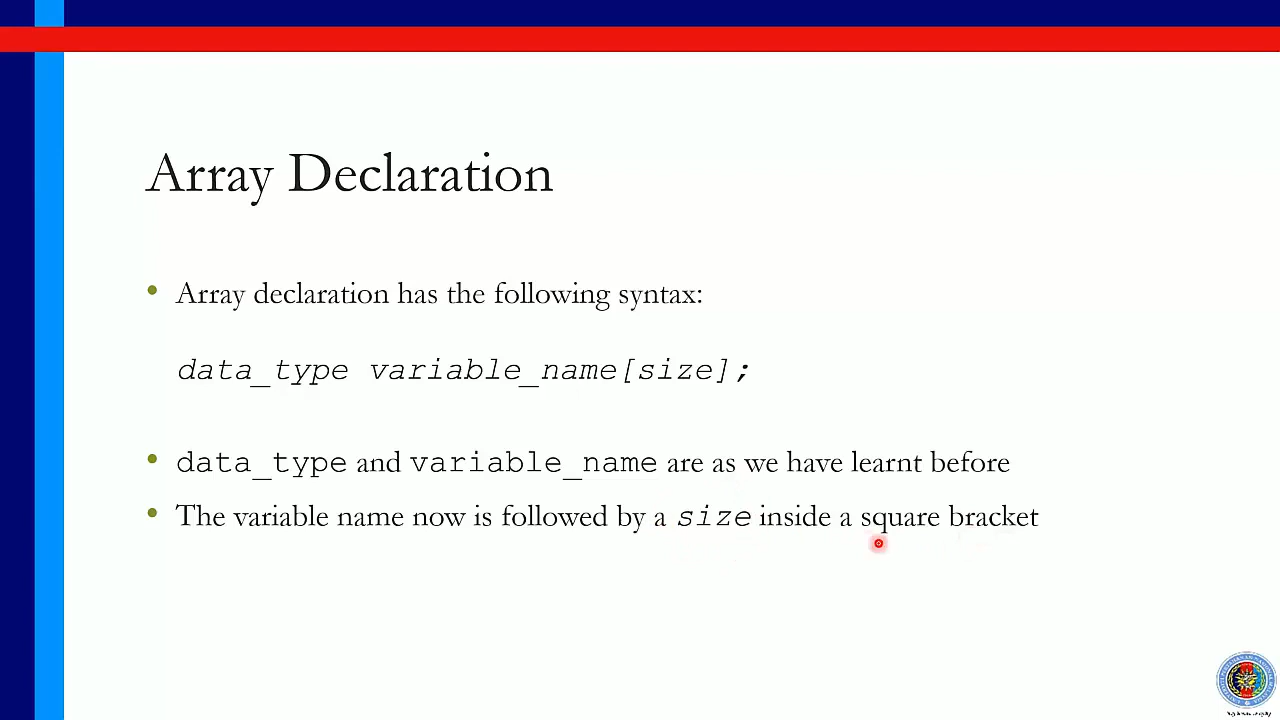 Array Declaration
• Array declaration has the following syntax:
data_type variable_name[size];
• data_type and variable_name are as we have learnt before
• The variable name now is followed by a size inside a square bracket